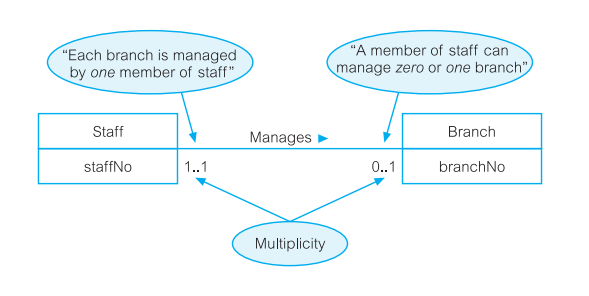 “Each branch is managed
by one member of staff”
“A member of staff can
manage zero or one branch”
Staff
Manages
Branch
staffNo
1..1
0..1
branchNo
Multiplicity